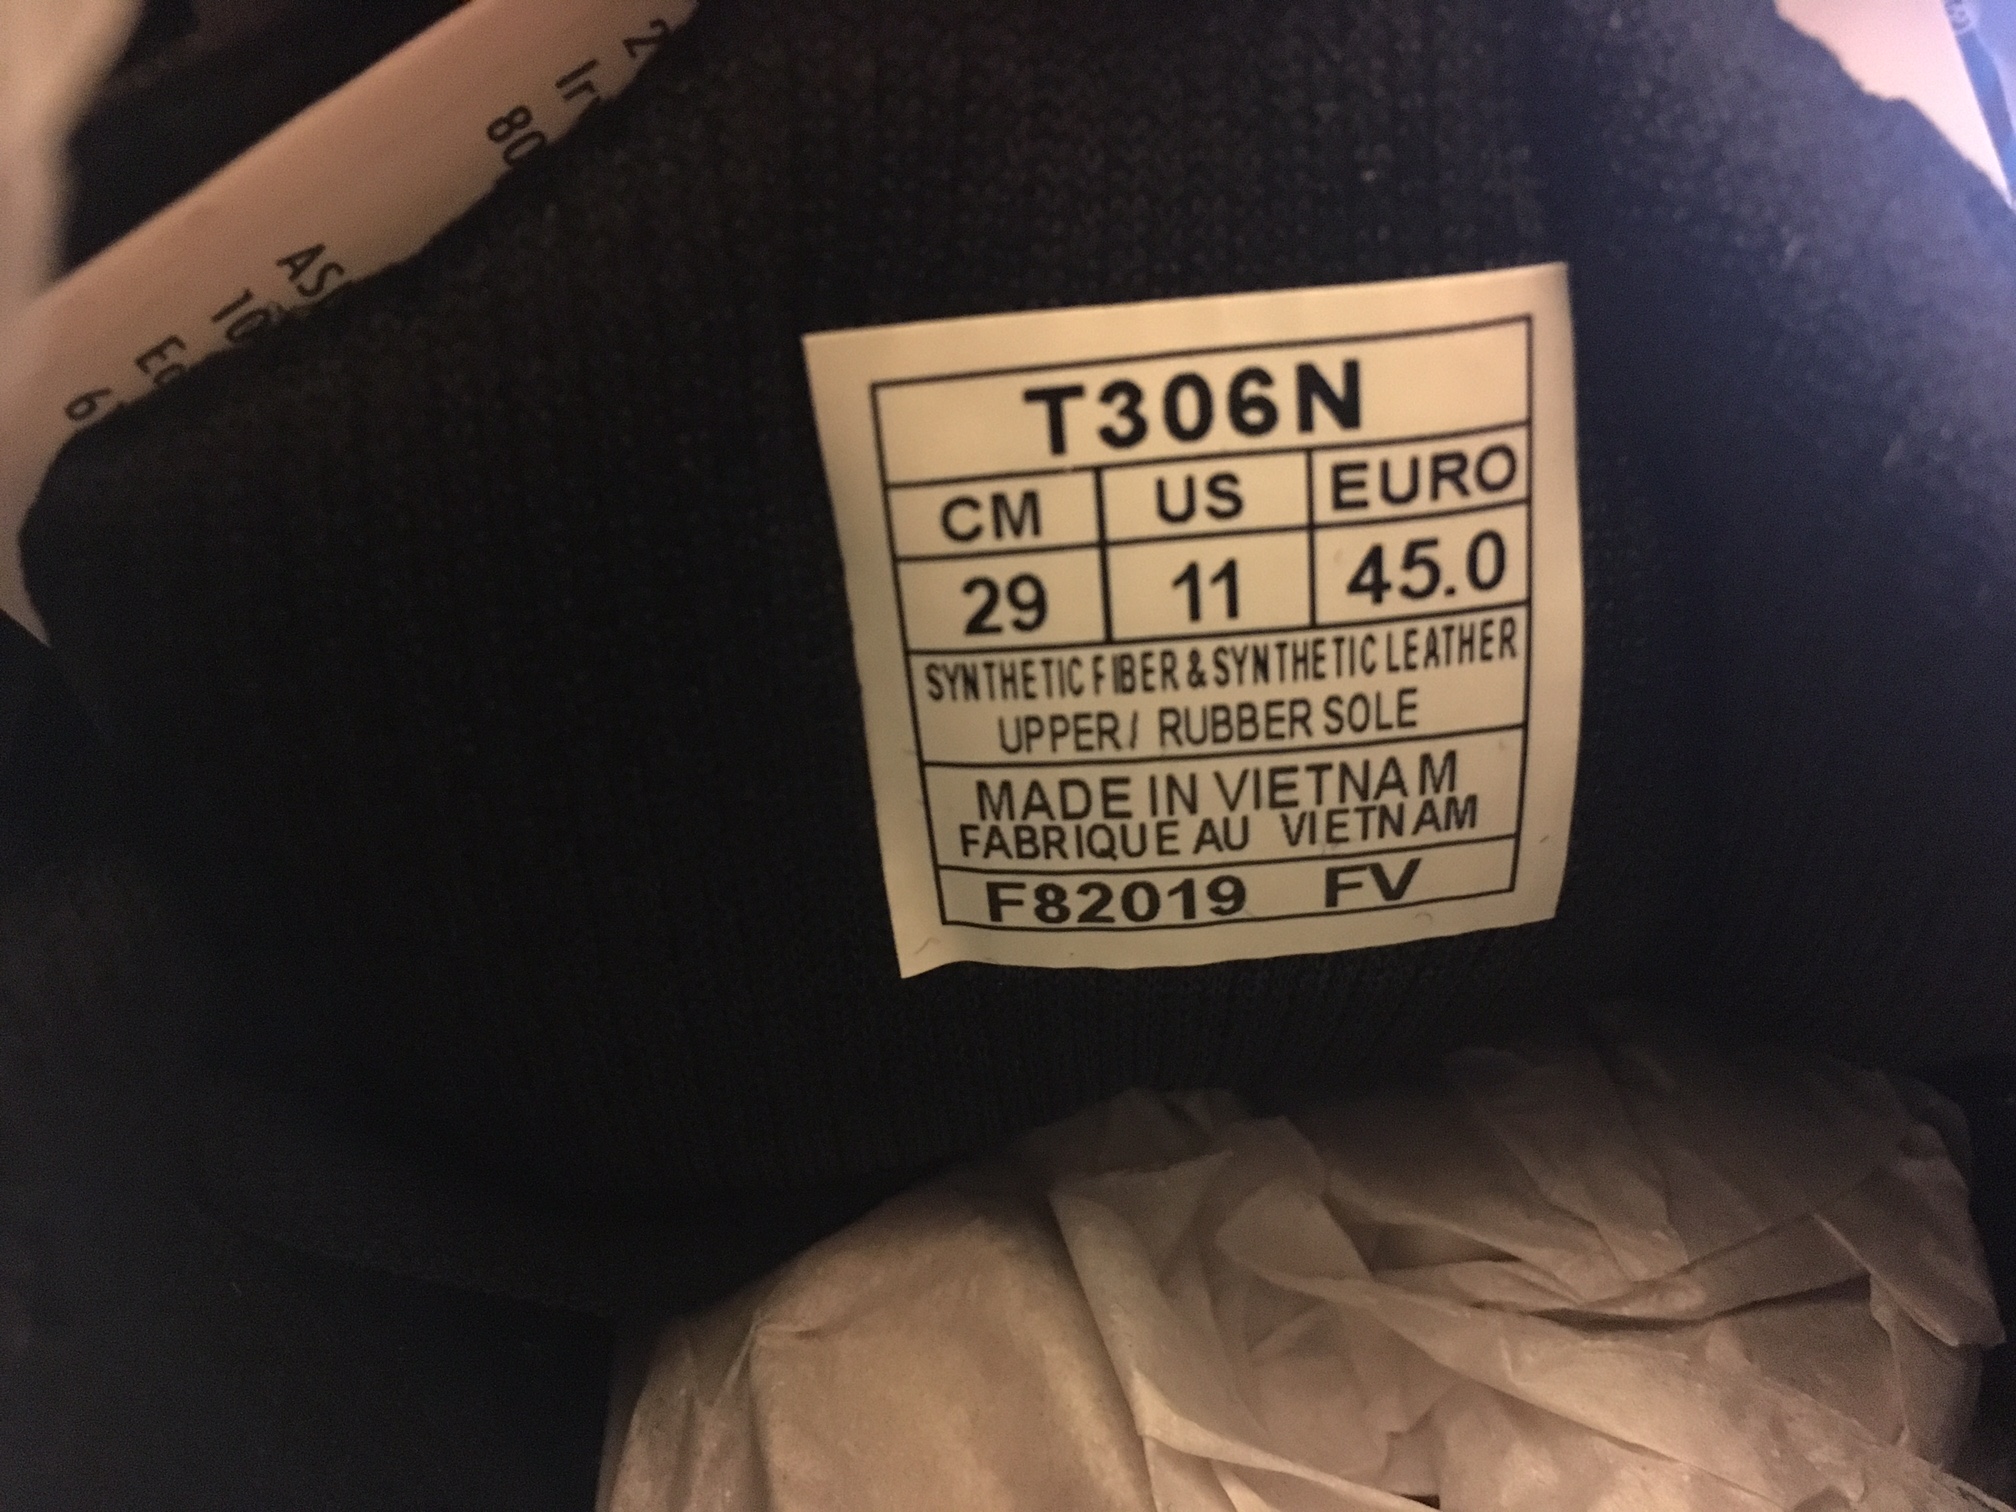 T306N
CM US EURO
29 11 45.0
SYNTHETIC FIBER & SYNTHETIC LEATHER
UPPER / RUBBER SOLE
MADE IN VIETNAM
FABRIQUE AU VIETNAM
F82019 FV